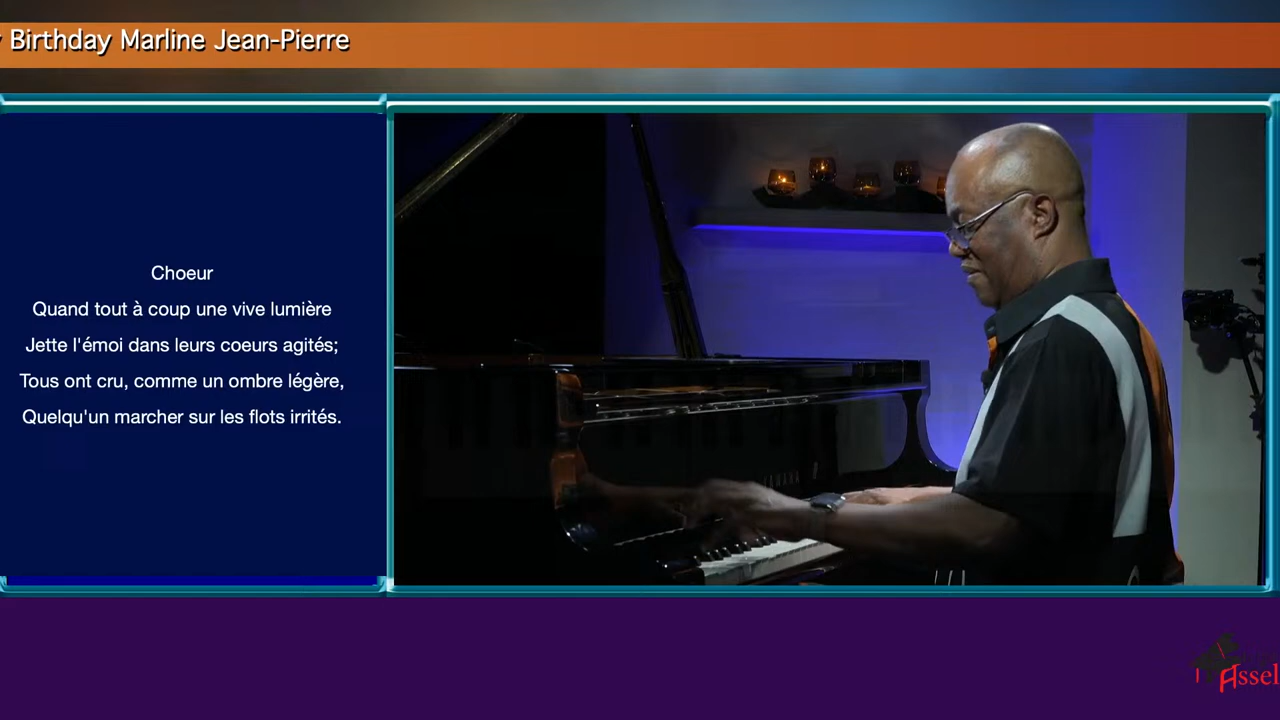 Birthday Marline Jean-Pierre
Choeur
Quand tout à coup une vive lumière
Jette l'émoi dans leurs coeurs agités;
Tous ont cru, comme un ombre légère,
Quelqu'un marcher sur les flots irrités.
Assel